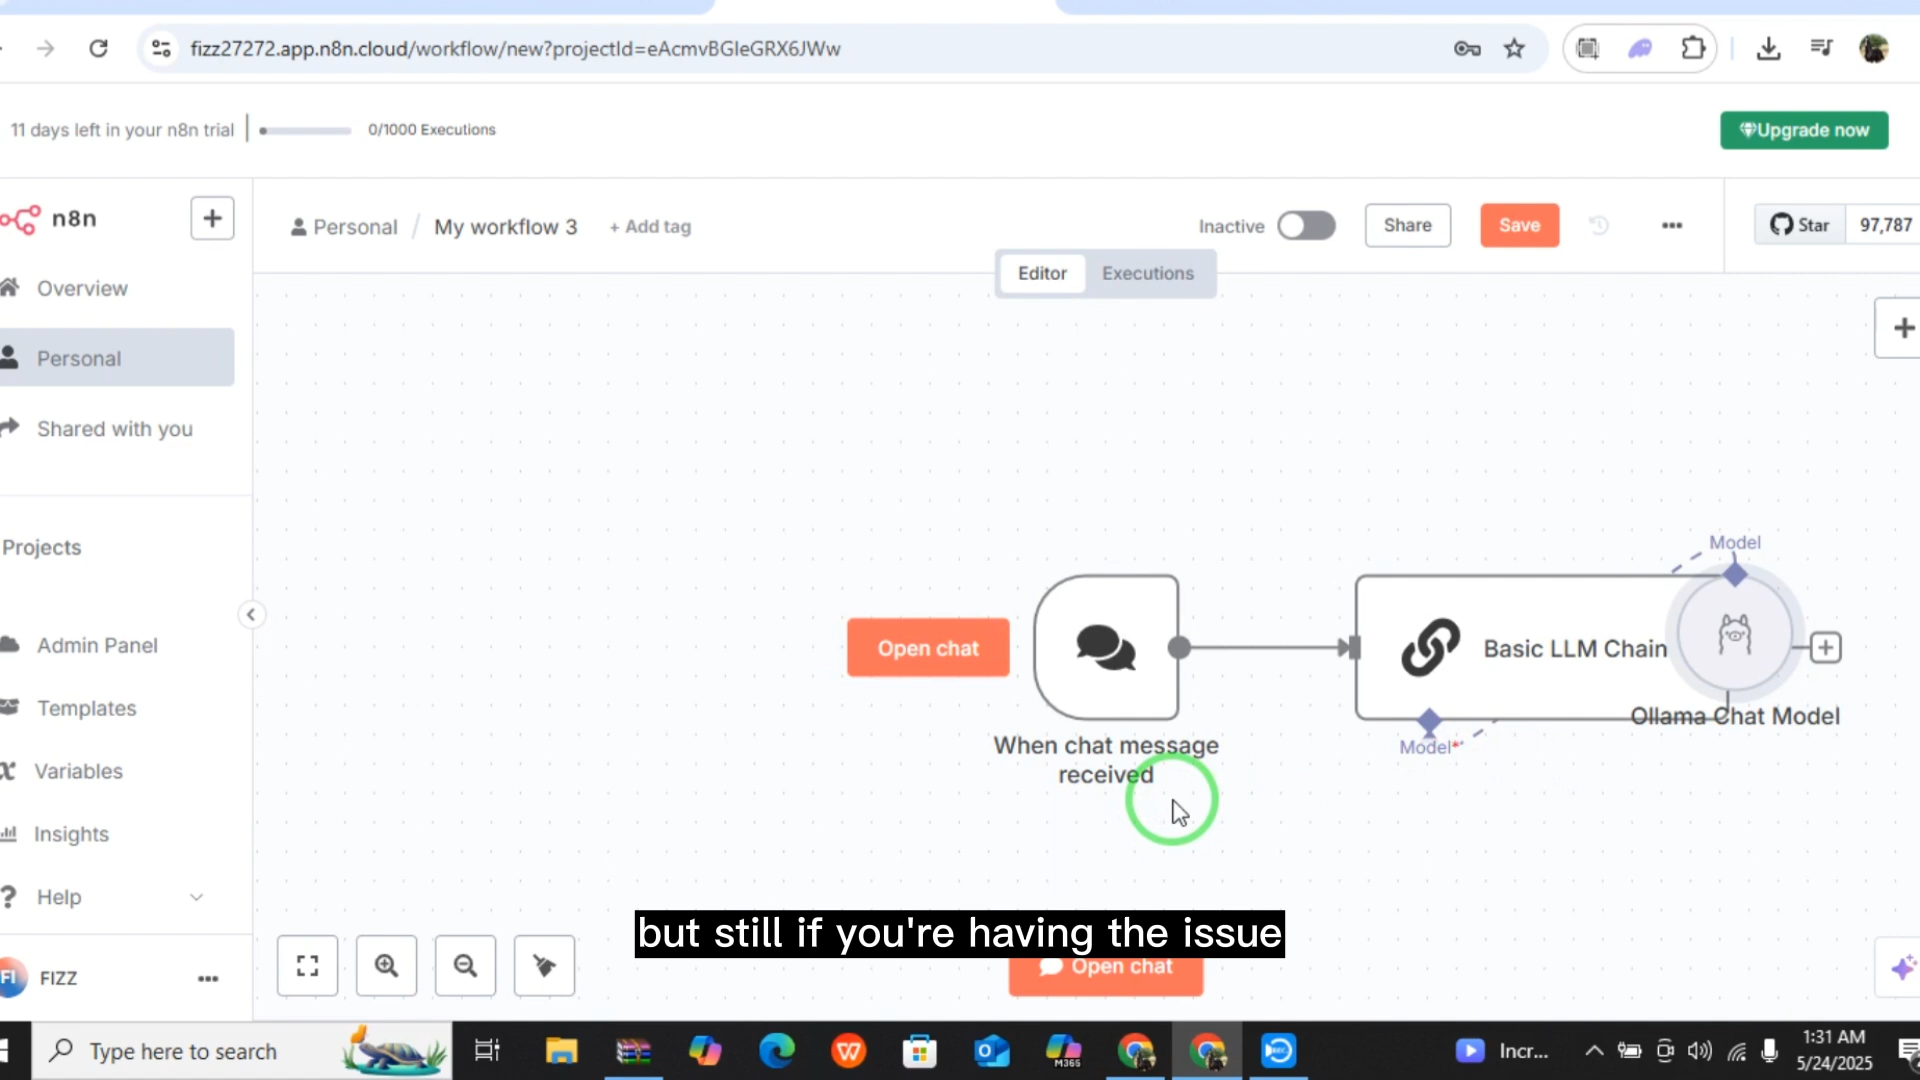 fizz27272.app.n8n.cloud/workflow/new?projectId=eAcmvBGIeGRX6JWw
11 days left in your n8n trial
0/1000 Executions
Upgrade now
n8n
Personal / My workflow 3 + Add tag
Inactive
Share
Save
Star
97,787
Editor
Executions
Overview
Personal
Shared with you
Projects
Admin Panel
Templates
Variables
Insights
Help
FI
FIZZ
Open chat
When chat message
received
Basic LLM Chain
Model*
Model
Ollama Chat Model
but still if you're having the issue
Open chat
Type here to search
M365
Incr...
1:31 AM
5/24/2025